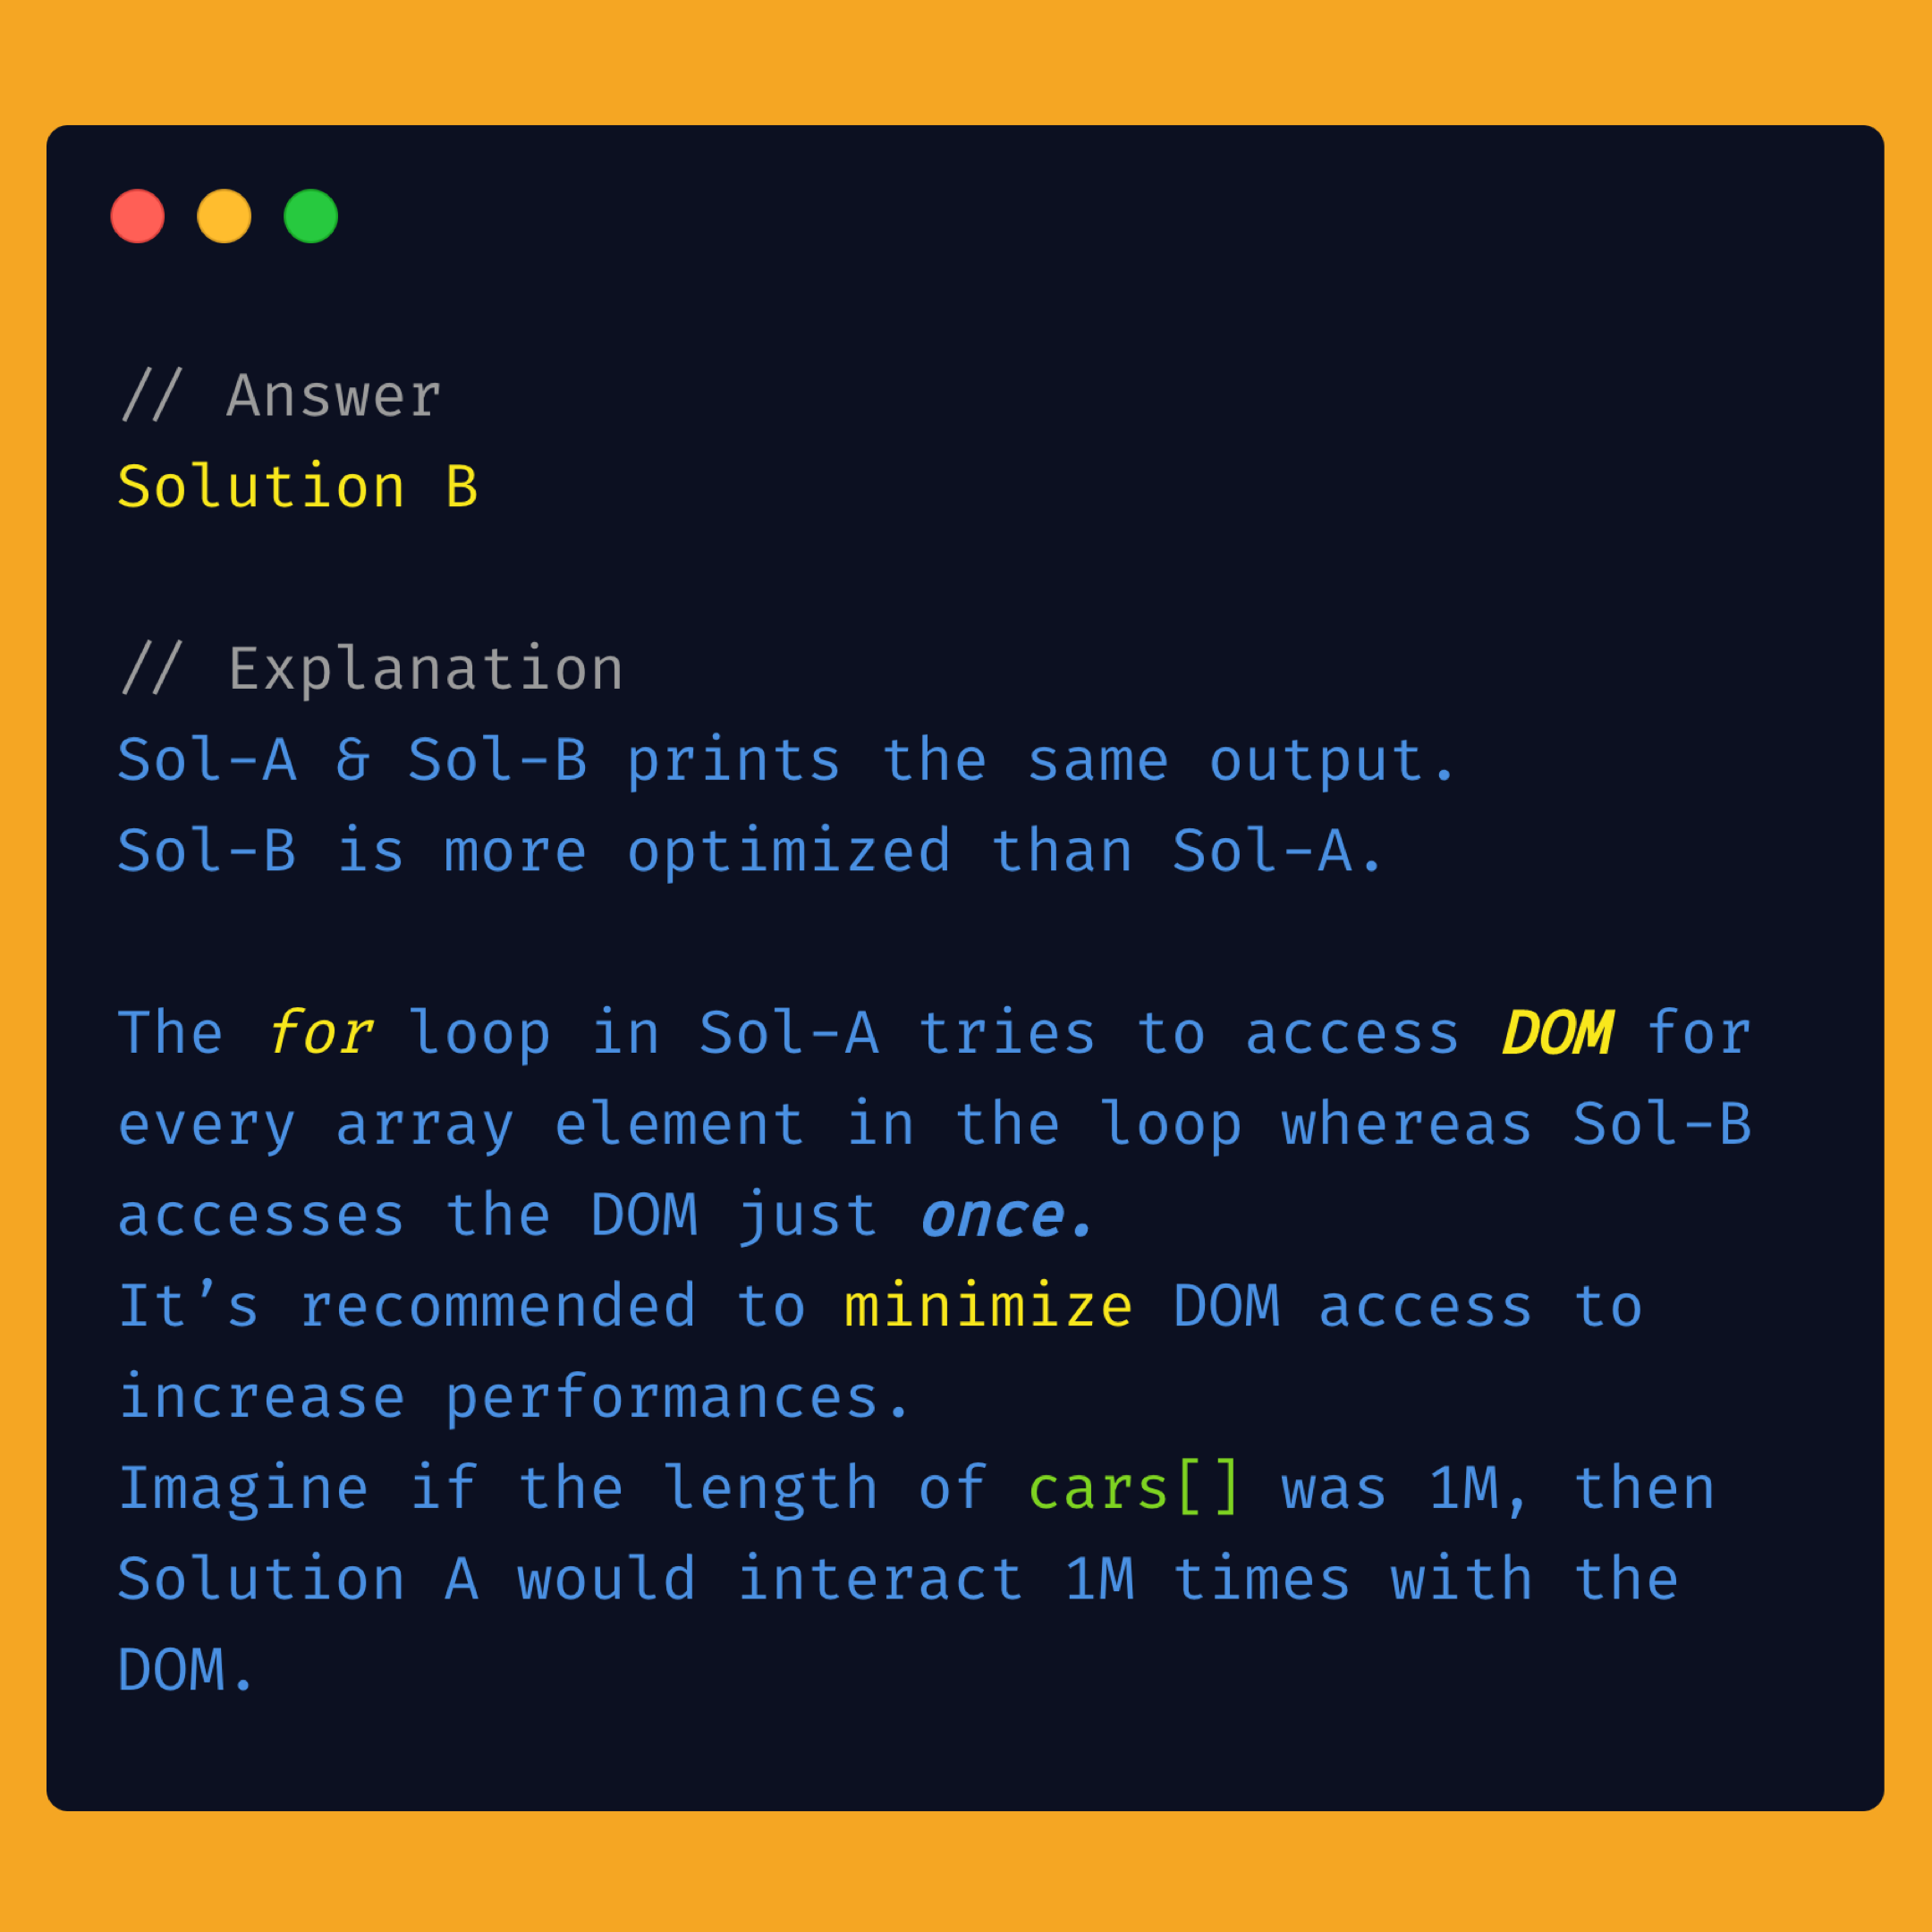 // Answer
Solution B
// Explanation
Sol-A & Sol-B prints the same output.
Sol-B is more optimized than Sol-A.
The for loop in Sol-A tries to access DOM for
every array element in the loop whereas Sol-B
accesses the DOM just once.
It’s recommended to minimize DOM access to
increase performances.
Imagine if the length of cars[] was 1M, then
Solution A would interact 1M times with the
DOM.